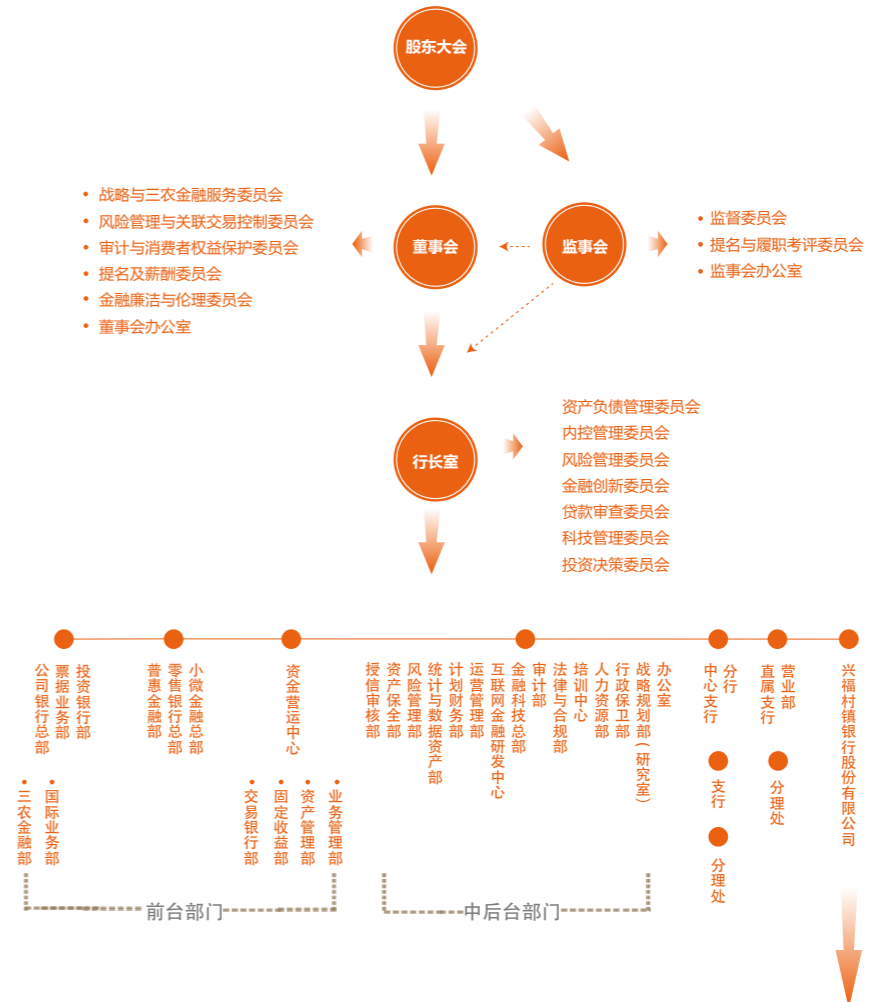 股东大会
战略与三农金融服务委员会
风险管理与关联交易控制委员会
审计与消费者权益保护委员会
提名及薪酬委员会
金融廉洁与伦理委员会
董事会办公室
董事会
监事会
监督委员会
提名与履职考评委员会
监事会办公室
行长室
资产负债管理委员会
内控管理委员会
风险管理委员会
金融创新委员会
贷款审查委员会
科技管理委员会
投资决策委员会
公司银行总部
票据业务部
投资银行部
三农金融部
国际业务部
普惠金融部
零售银行总部
小微金融总部
资金营运中心
交易银行部
固定收益部
资产管理部
业务管理部
授信审核部
资产保全部
风险管理部
统计与数据资产部
计划财务部
运营管理部
互联网金融研发中心
金融科技总部
审计部
法律与合规部
培训中心
人力资源部
行政保卫部
战略规划部(研究室)
办公室
中心支行
分行
支行
分理处
直属支行
营业部
分理处
兴福村镇银行股份有限公司
前台部门
中后台部门